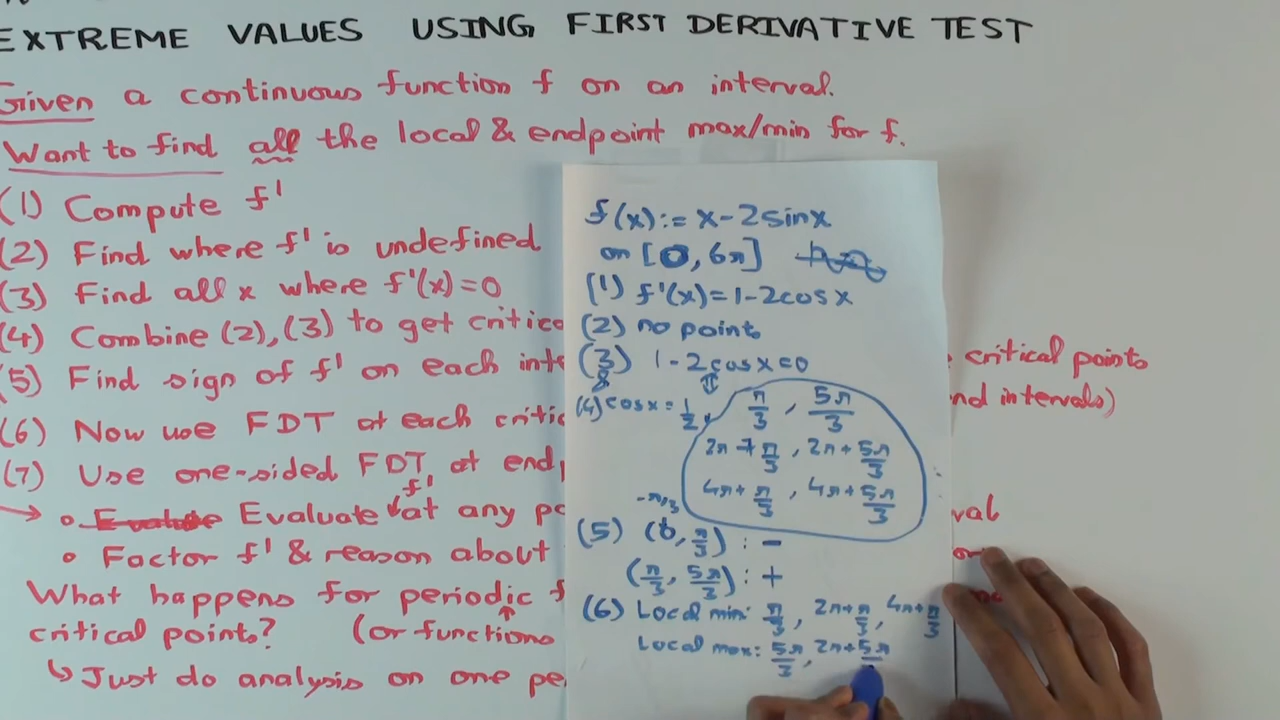 EXTREME VALUES USING FIRST DERIVATIVE TEST
Given a continuous function f on an interval.
Want to find all the local & endpoint max/min for f.
(1) Compute f'
(2) Find where f' is undefined
(3) Find all x where f'(x)=0
(4) Combine (2), (3) to get critica
critical points
(5) Find sign of f' on each inte
nd intervals)
(6) Now use FDT at each critic
(7) Use one-sided FDT at end
f'
• Evaluate Evaluate at any po
val
• Factor f' & reason about
What happens for periodic f
critical points? (or functions
↳ Just do analysis on one pe
f(x):= x-2sinx
on [0, 6π]
(1) f'(x)=1-2cosx
(2) no points
(3) 1-2cosx=0
&
⇕
(4) cosx=1/2, π/3, 5π/3
2π+π/3, 2π+5π/3
4π+π/3, 4π+5π/3
-π/3
(5) (0, π/3): -
(π/3, 5π/3): +
(6) Local min: π/3, 2π+π/3, 4π+π/3
Local max: 5π/3, 2π+5π